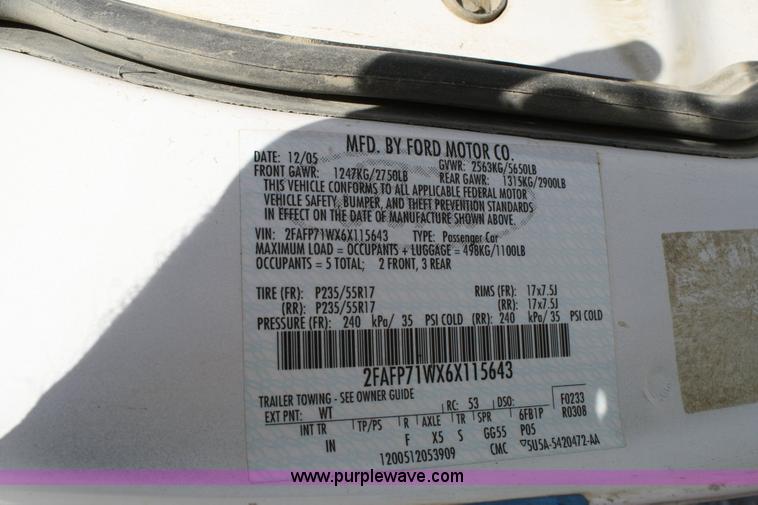 MFD. BY FORD MOTOR CO.
DATE: 12/05 GVWR: 2563KG/5650LB
FRONT GAWR: 1247KG/2750LB REAR GAWR: 1315KG/2900LB
THIS VEHICLE CONFORMS TO ALL APPLICABLE FEDERAL MOTOR
VEHICLE SAFETY, BUMPER, AND THEFT PREVENTION STANDARDS
IN EFFECT ON THE DATE OF MANUFACTURE SHOWN ABOVE.
VIN: 2FAFP71WX6X115643 TYPE: Passenger Car
MAXIMUM LOAD = OCCUPANTS + LUGGAGE = 498KG/1100LB
OCCUPANTS = 5 TOTAL; 2 FRONT, 3 REAR
TIRE (FR): P235/55R17 RIMS (FR): 17x7.5J
(RR): P235/55R17 (RR): 17x7.5J
PRESSURE (FR): 240 kPa/ 35 PSI COLD (RR): 240 kPa/ 35 PSI COLD
2FAFP71WX6X115643
TRAILER TOWING - SEE OWNER GUIDE
EXT PNT: WT RC: 53 DSO: F0233
INT TR TP/PS R AXLE TR SPR 6FB1P R0308
IN F X5 S GG55 P05
1200512053909 CMC ▽5U5A-5420472-AA
www.purplewave.com